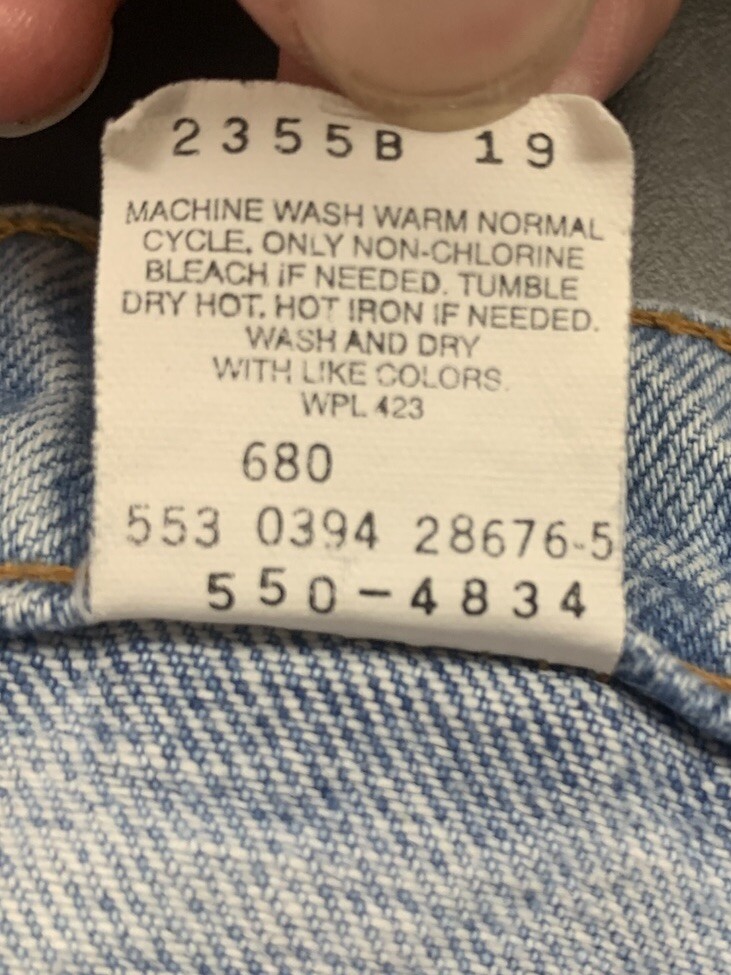 2355B 19
MACHINE WASH WARM NORMAL
CYCLE. ONLY NON-CHLORINE
BLEACH IF NEEDED. TUMBLE
DRY HOT. HOT IRON IF NEEDED.
WASH AND DRY
WITH LIKE COLORS.
WPL 423
680
553 0394 28676-5
550-4834